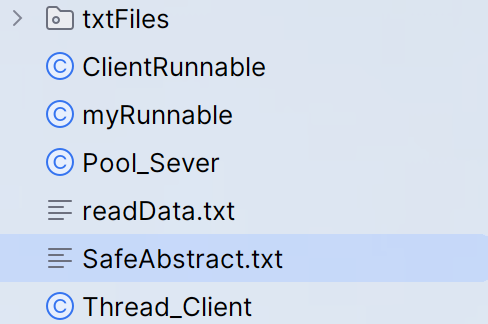 txtFiles
ClientRunnable
myRunnable
Pool_Sever
readData.txt
SafeAbstract.txt
Thread_Client